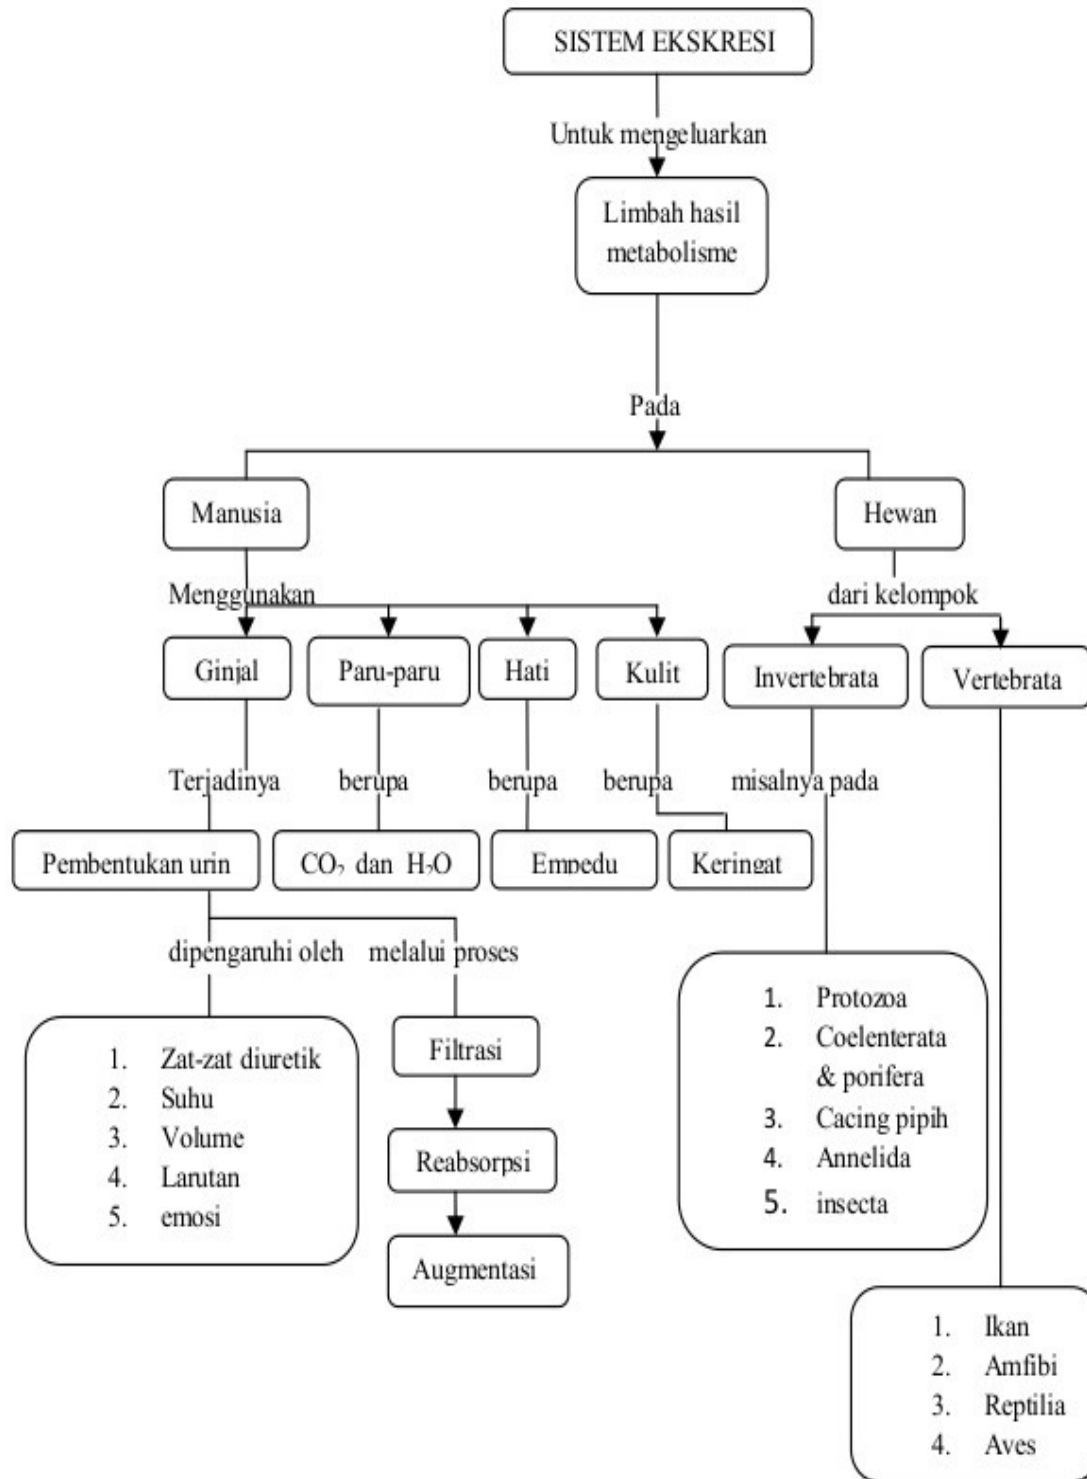 SISTEM EKSKRESI
Untuk mengeluarkan
Limbah hasil
metabolisme
Pada
Manusia
Hewan
Menggunakan
dari kelompok
Ginjal
Paru-paru
Hati
Kulit
Invertebrata
Vertebrata
Terjadinya
berupa
berupa
berupa
misalnya pada
Pembentukan urin
CO₂ dan H₂O
Empedu
Keringat
dipengaruhi oleh
melalui proses
1. Zat-zat diuretik
2. Suhu
3. Volume
4. Larutan
5. emosi
Filtrasi
Reabsorpsi
Augmentasi
1. Protozoa
2. Coelenterata
& porifera
3. Cacing pipih
4. Annelida
5. insecta
1. Ikan
2. Amfibi
3. Reptilia
4. Aves